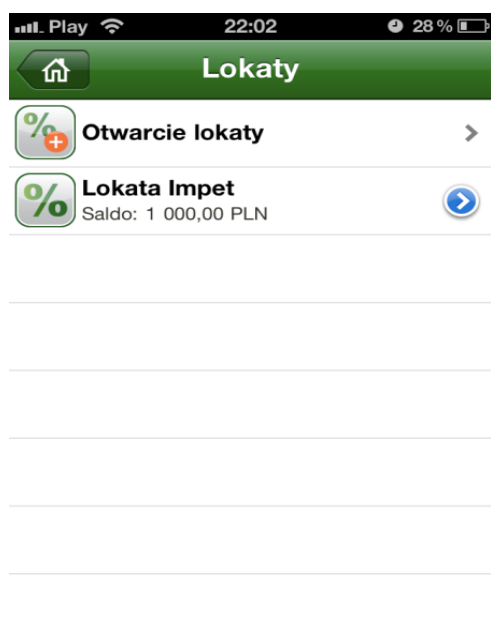 Play 22:02 28 %
Lokaty
Otwarcie lokaty
Lokata Impet
Saldo: 1 000,00 PLN